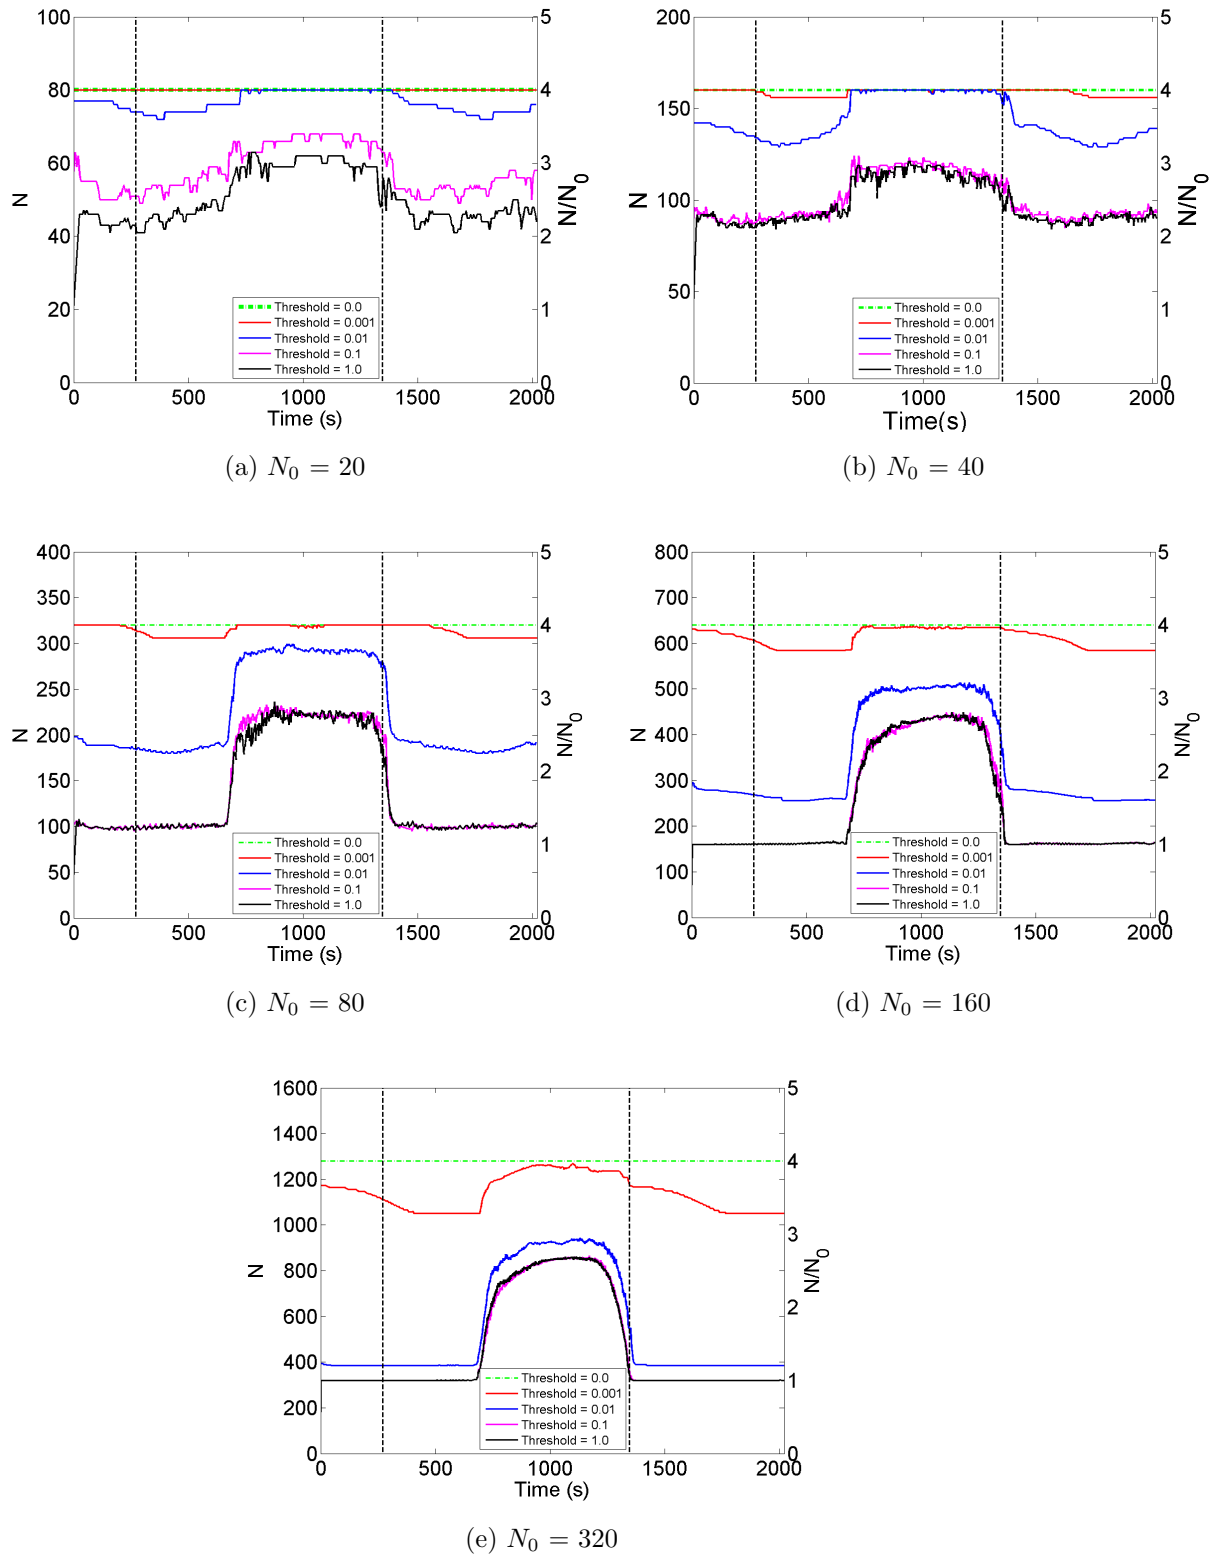 100
80
60
40
20
0
N
5
4
3
2
1
0
N/N0
0 500 1000 1500 2000
Time (s)
Threshold = 0.0
Threshold = 0.001
Threshold = 0.01
Threshold = 0.1
Threshold = 1.0
(a) N0 = 20
200
150
100
50
0
N
5
4
3
2
1
0
N/N0
0 500 1000 1500 2000
Time(s)
Threshold = 0.0
Threshold = 0.001
Threshold = 0.01
Threshold = 0.1
Threshold = 1.0
(b) N0 = 40
400
350
300
250
200
150
100
50
0
N
5
4
3
2
1
0
N/N0
0 500 1000 1500 2000
Time (s)
Threshold = 0.0
Threshold = 0.001
Threshold = 0.01
Threshold = 0.1
Threshold = 1.0
(c) N0 = 80
800
700
600
500
400
300
200
100
0
N
5
4
3
2
1
0
N/N0
0 500 1000 1500 2000
Time (s)
Threshold = 0.0
Threshold = 0.001
Threshold = 0.01
Threshold = 0.1
Threshold = 1.0
(d) N0 = 160
1600
1400
1200
1000
800
600
400
200
0
N
5
4
3
2
1
0
N/N0
0 500 1000 1500 2000
Time (s)
Threshold = 0.0
Threshold = 0.001
Threshold = 0.01
Threshold = 0.1
Threshold = 1.0
(e) N0 = 320